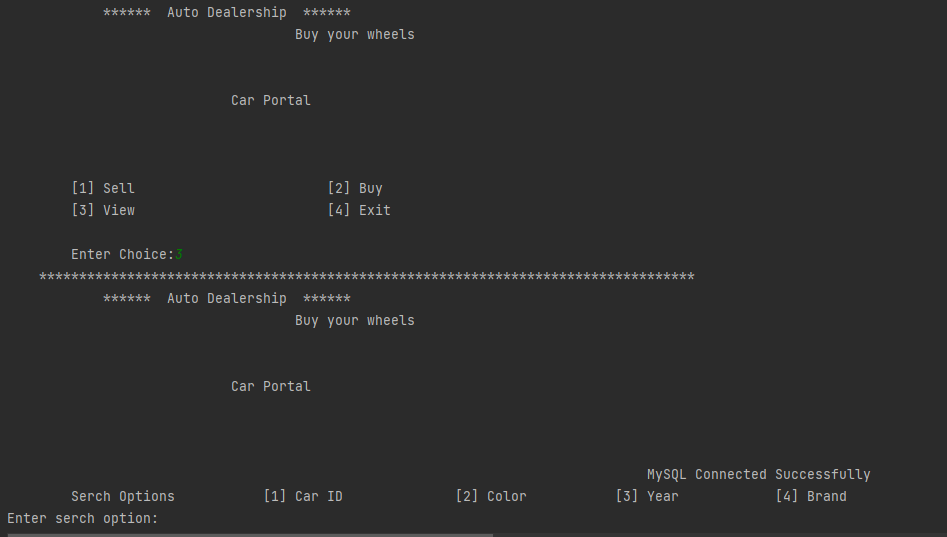 ****** Auto Dealership ******
Buy your wheels
Car Portal
[1] Sell [2] Buy
[3] View [4] Exit
Enter Choice:3
**********************************************************************************
****** Auto Dealership ******
Buy your wheels
Car Portal
MySQL Connected Successfully
Serch Options [1] Car ID [2] Color [3] Year [4] Brand
Enter serch option: